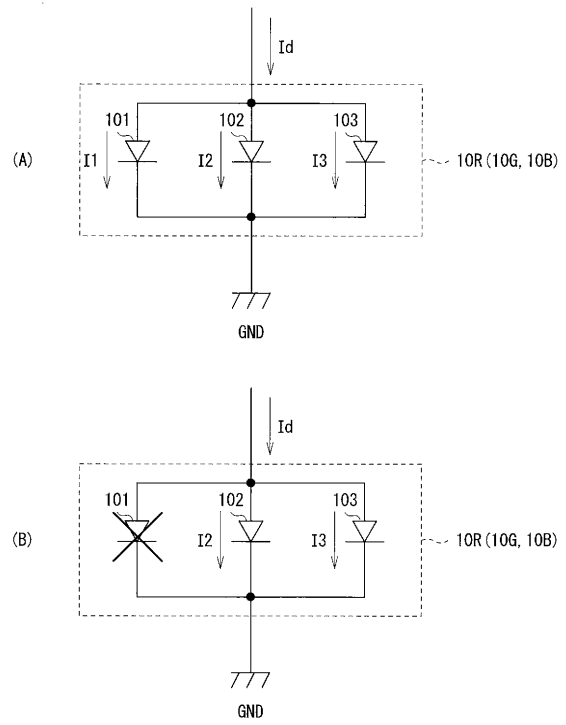 Id
101
102
103
(A)
I1
I2
I3
10R(10G, 10B)
GND
Id
101
102
103
(B)
I2
I3
10R(10G, 10B)
GND